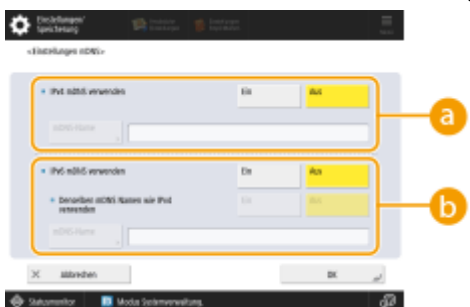 Einstellungen/
Speicherung
<Einstellungen mDNS>
IPv4 mDNS verwenden
Ein
Aus
mDNS-Name
a
IPv6 mDNS verwenden
Ein
Aus
Denselben mDNS Namen wie IPv4
verwenden
Ein
Aus
mDNS-Name
b
Abbrechen
OK
Statusmonitor
Modus Systemverwaltung.